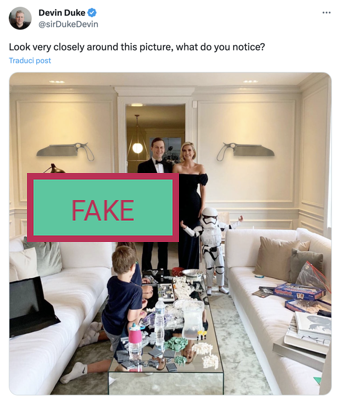 Devin Duke
@sirDukeDevin
Look very closely around this picture, what do you notice?
Traduci post
FAKE